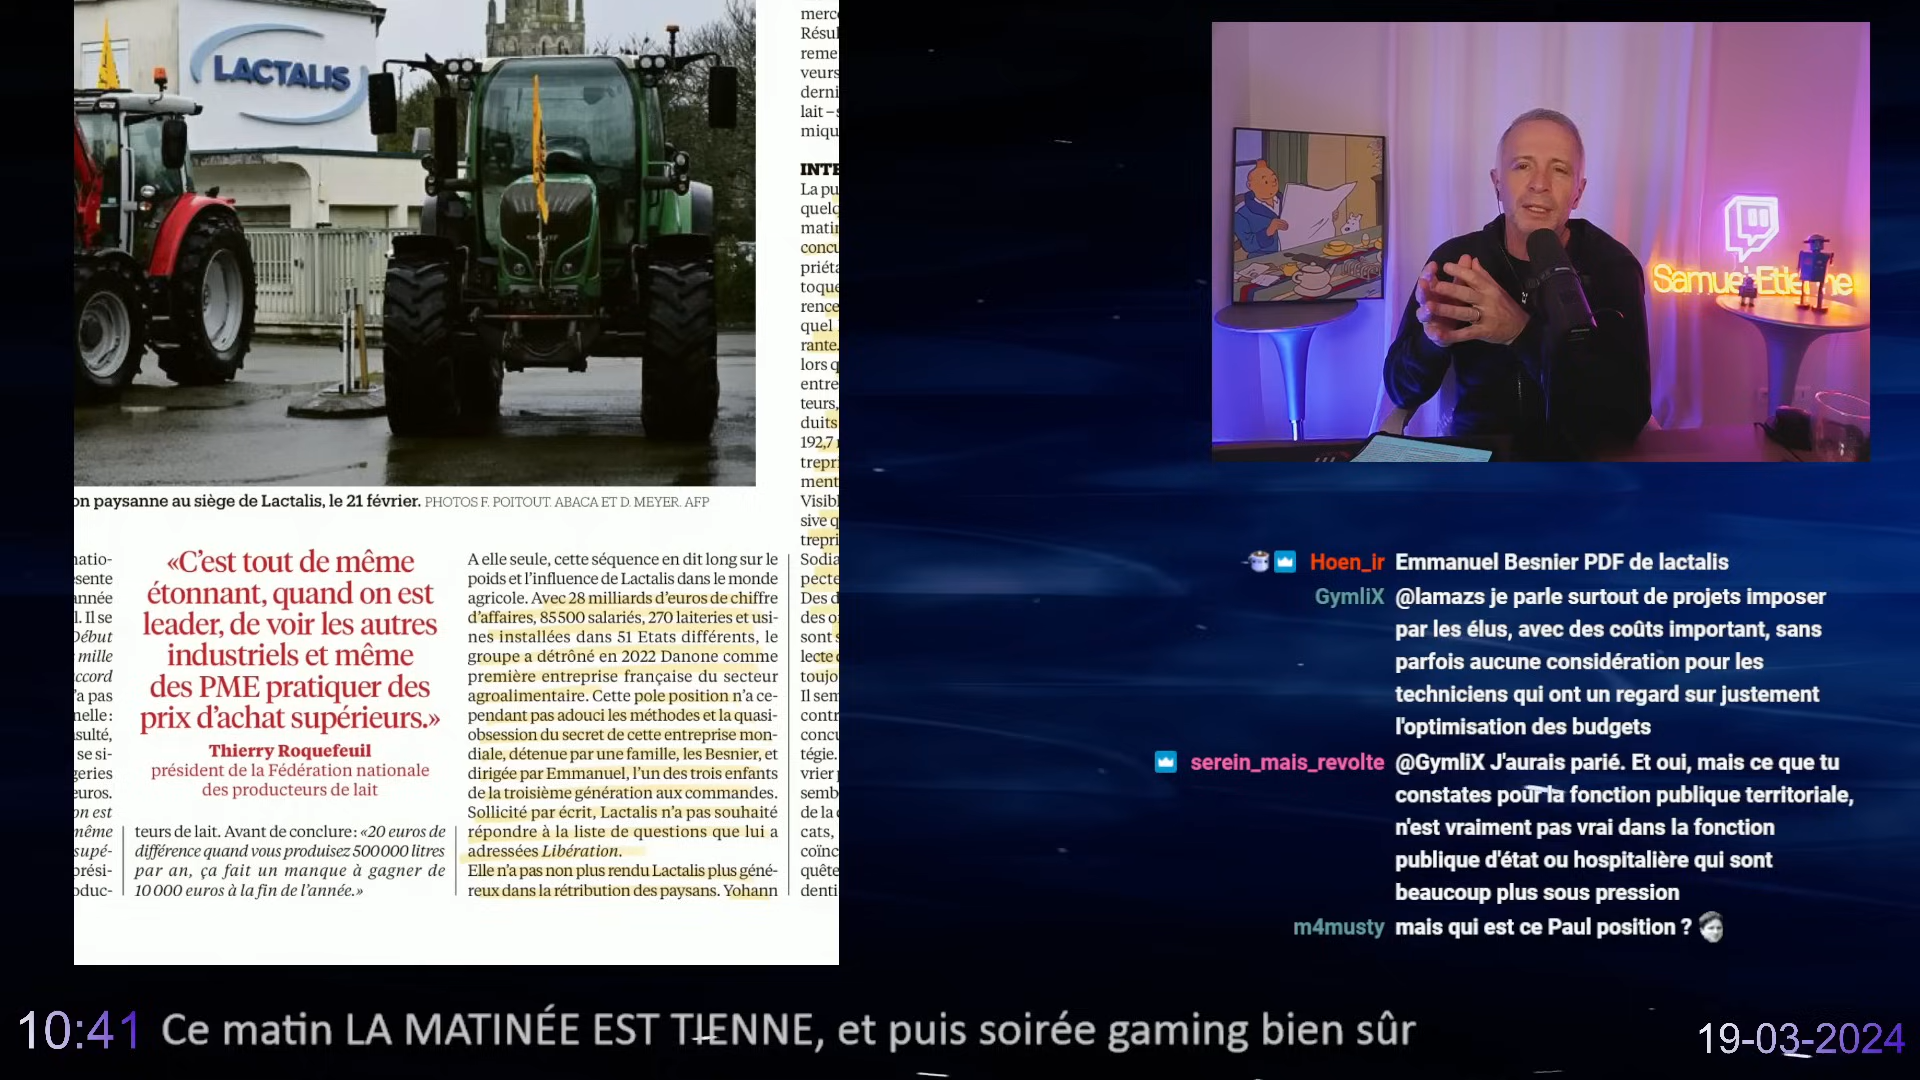 LACTALIS
on paysanne au siège de Lactalis, le 21 février. PHOTOS F. POITOUT. ABACA ET D. MEYER. AFP
«C'est tout de même
étonnant, quand on est
leader, de voir les autres
industriels et même
des PME pratiquer des
prix d'achat supérieurs.»
Thierry Roquefeuil
président de la Fédération nationale
des producteurs de lait
teurs de lait. Avant de conclure: «20 euros de
différence quand vous produisez 500000 litres
par an, ça fait un manque à gagner de
10000 euros à la fin de l'année.»
A elle seule, cette séquence en dit long sur le
poids et l'influence de Lactalis dans le monde
agricole. Avec 28 milliards d'euros de chiffre
d'affaires, 85500 salariés, 270 laiteries et usi-
nes installées dans 51 Etats différents, le
groupe a détrôné en 2022 Danone comme
première entreprise française du secteur
agroalimentaire. Cette pole position n'a ce-
pendant pas adouci les méthodes et la quasi-
obsession du secret de cette entreprise mon-
diale, détenue par une famille, les Besnier, et
dirigée par Emmanuel, l'un des trois enfants
de la troisième génération aux commandes.
Sollicité par écrit, Lactalis n'a pas souhaité
répondre à la liste de questions que lui a
adressées Libération.
Elle n'a pas non plus rendu Lactalis plus géné-
reux dans la rétribution des paysans. Yohann
Samuel Etienne
Hoen_ir Emmanuel Besnier PDF de lactalis
GymliX @lamazs je parle surtout de projets imposer
par les élus, avec des coûts important, sans
parfois aucune considération pour les
techniciens qui ont un regard sur justement
l'optimisation des budgets
serein_mais_revolte @GymliX J'aurais parié. Et oui, mais ce que tu
constates pour la fonction publique territoriale,
n'est vraiment pas vrai dans la fonction
publique d'état ou hospitalière qui sont
beaucoup plus sous pression
m4musty mais qui est ce Paul position ?
10:41 Ce matin LA MATINÉE EST TIENNE, et puis soirée gaming bien sûr
19-03-2024